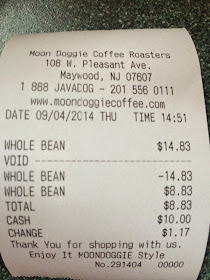 Moon Doggie Coffee Roasters
108 W. Pleasant Ave.
Maywood, NJ 07607
1 888 JAVADOG - 201 556 0111
www.moondoggiecoffee.com
DATE 09/04/2014 THU TIME 14:51
WHOLE BEAN $14.83
VOID
WHOLE BEAN -14.83
WHOLE BEAN $8.83
TOTAL $8.83
CASH $10.00
CHANGE $1.17
Thank You for shopping with us.
Enjoy It MOONDOGGIE Style
No.291404 00000